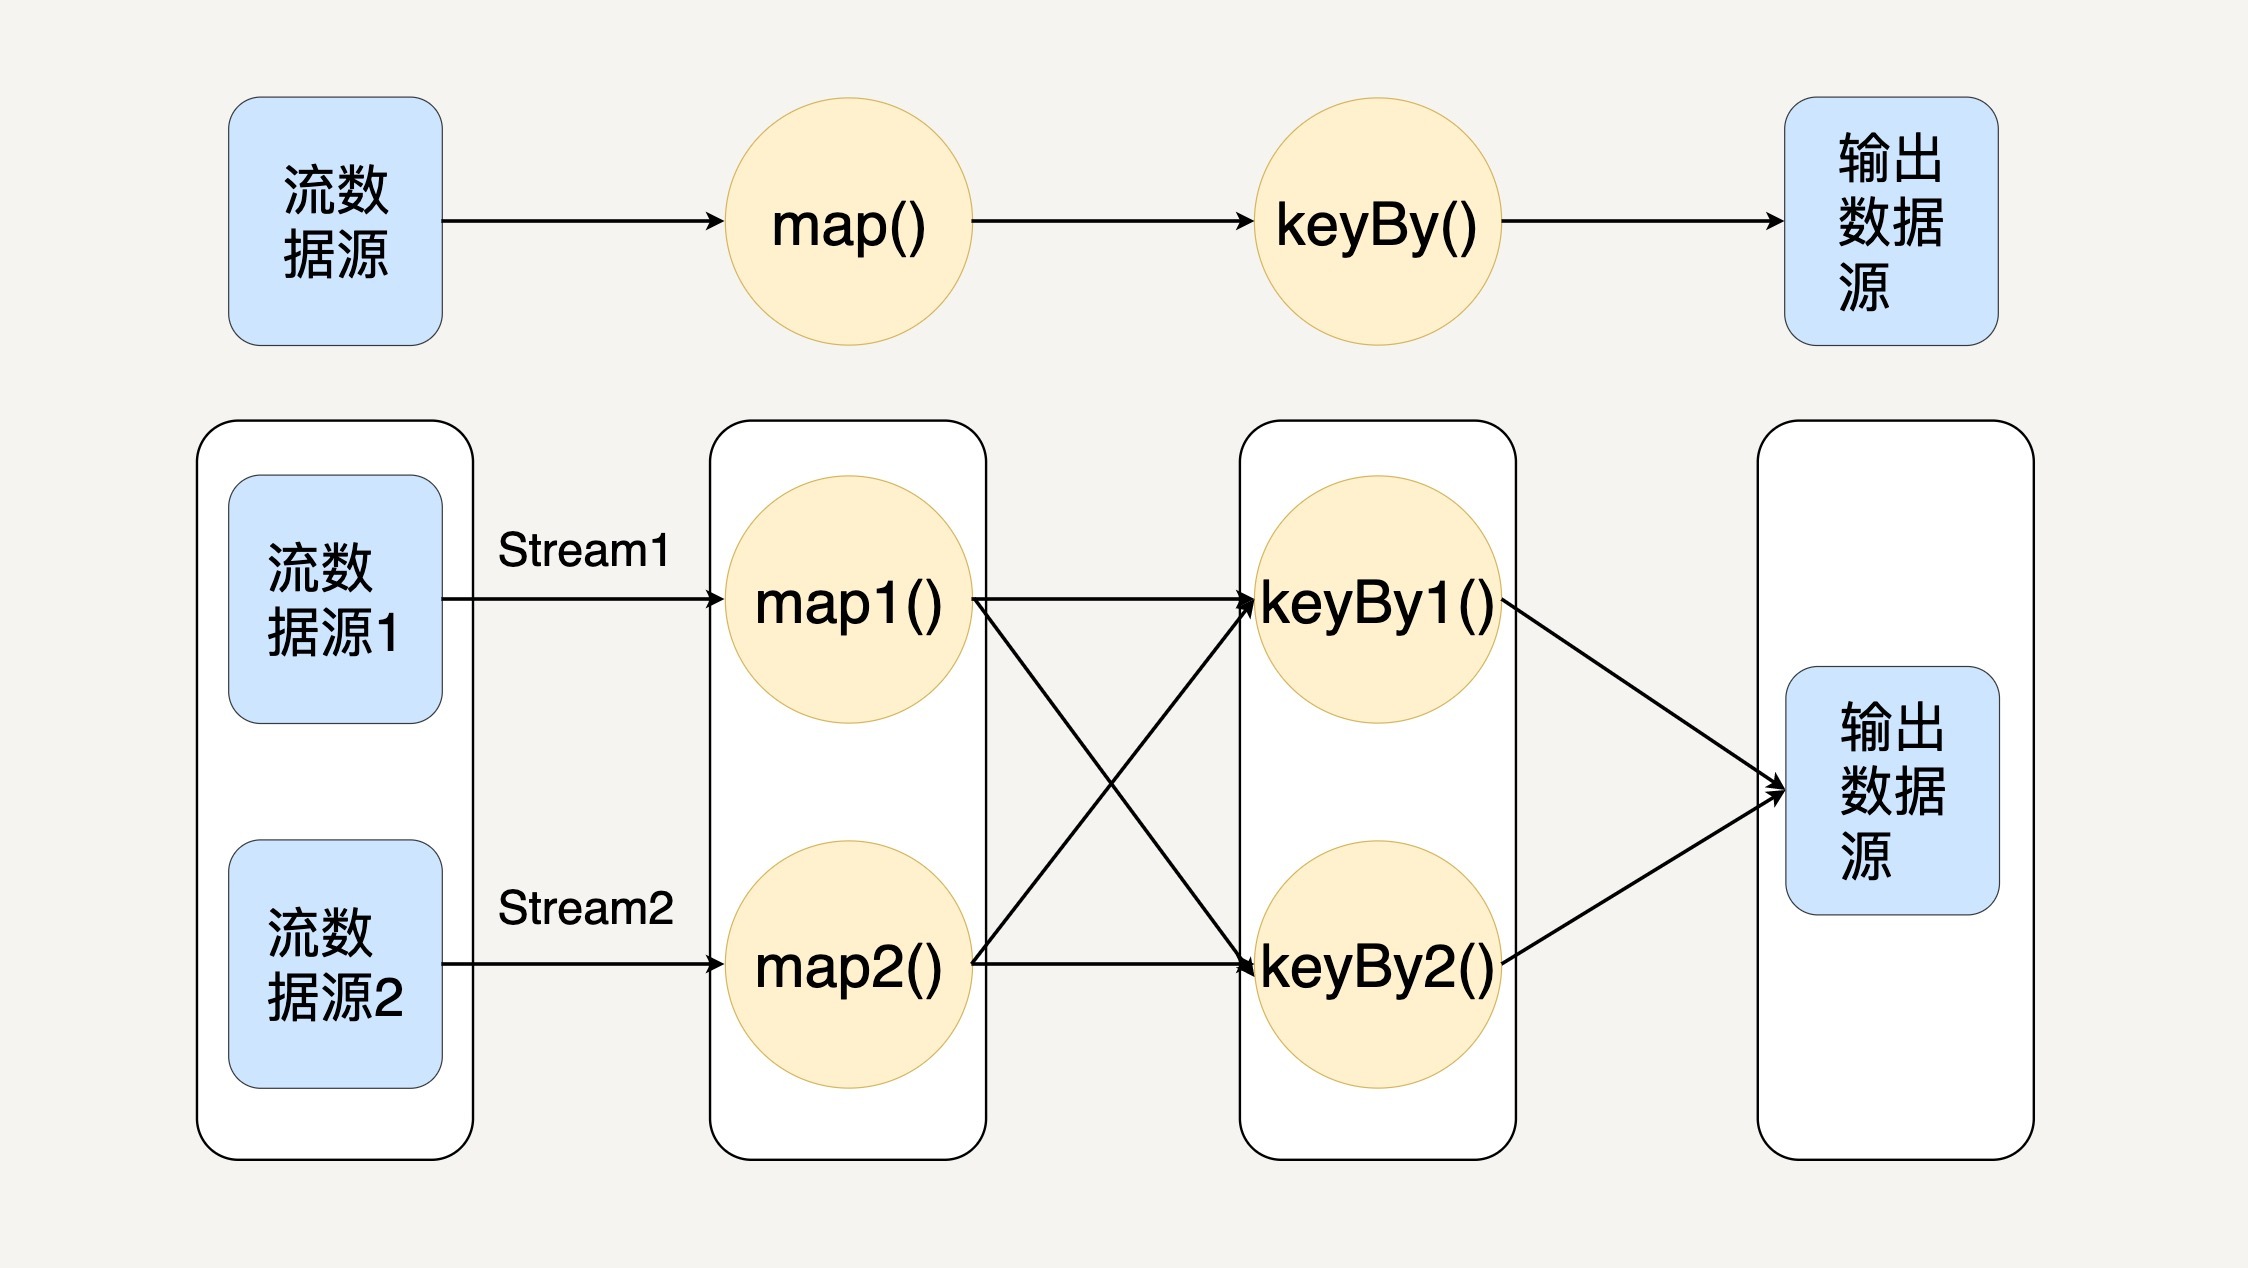 流数
据源
map()
keyBy()
输出
数据
源
流数
据源1
Stream1
map1()
keyBy1()
输出
数据
源
流数
据源2
Stream2
map2()
keyBy2()